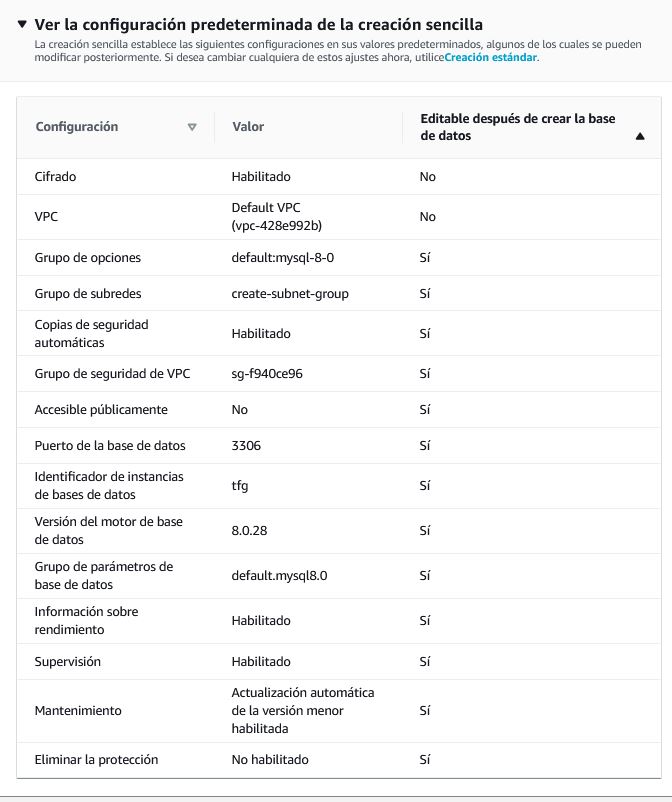 Ver la configuración predeterminada de la creación sencilla
La creación sencilla establece las siguientes configuraciones en sus valores predeterminados, algunos de los cuales se pueden
modificar posteriormente. Si desea cambiar cualquiera de estos ajustes ahora, utiliceCreación estándar.
Configuración Valor Editable después de crear la base
de datos
Cifrado Habilitado No
VPC Default VPC
(vpc-428e992b) No
Grupo de opciones default:mysql-8-0 Sí
Grupo de subredes create-subnet-group Sí
Copias de seguridad
automáticas Habilitado Sí
Grupo de seguridad de VPC sg-f940ce96 Sí
Accesible públicamente No Sí
Puerto de la base de datos 3306 Sí
Identificador de instancias
de bases de datos tfg Sí
Versión del motor de base
de datos 8.0.28 Sí
Grupo de parámetros de
base de datos default.mysql8.0 Sí
Información sobre
rendimiento Habilitado Sí
Supervisión Habilitado Sí
Mantenimiento Actualización automática
de la versión menor
habilitada Sí
Eliminar la protección No habilitado Sí